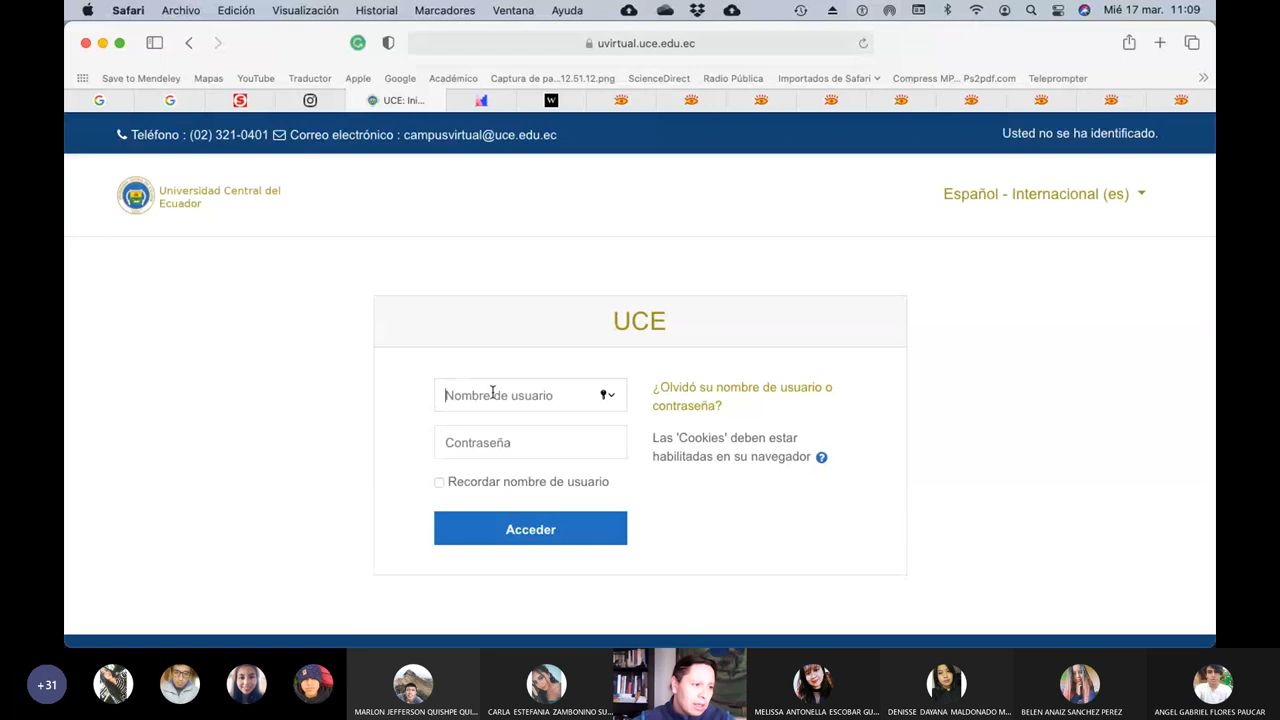 Safari Archivo Edición Visualización Historial Marcadores Ventana Ayuda Mié 17 mar. 11:09
uvirtual.uce.edu.ec
Save to Mendeley Mapas YouTube Traductor Apple Google Académico Captura de pa...12.51.12.png ScienceDirect Radio Pública Importados de Safari Compress MP... Ps2pdf.com Teleprompter
UCE: Ini...
Teléfono : (02) 321-0401 Correo electrónico : campusvirtual@uce.edu.ec
Usted no se ha identificado.
Universidad Central del
Ecuador
Español - Internacional (es)
UCE
Nombre de usuario
Contraseña
Recordar nombre de usuario
Acceder
¿Olvidó su nombre de usuario o
contraseña?
Las 'Cookies' deben estar
habilitadas en su navegador ?
+31
MARLON JEFFERSON QUISHPE QUI...
CARLA ESTEFANIA ZAMBONINO SU...
MELISSA ANTONELLA ESCOBAR GU...
DENISSE DAYANA MALDONADO M...
BELEN ANAIZ SANCHEZ PEREZ
ANGEL GABRIEL FLORES PAUCAR